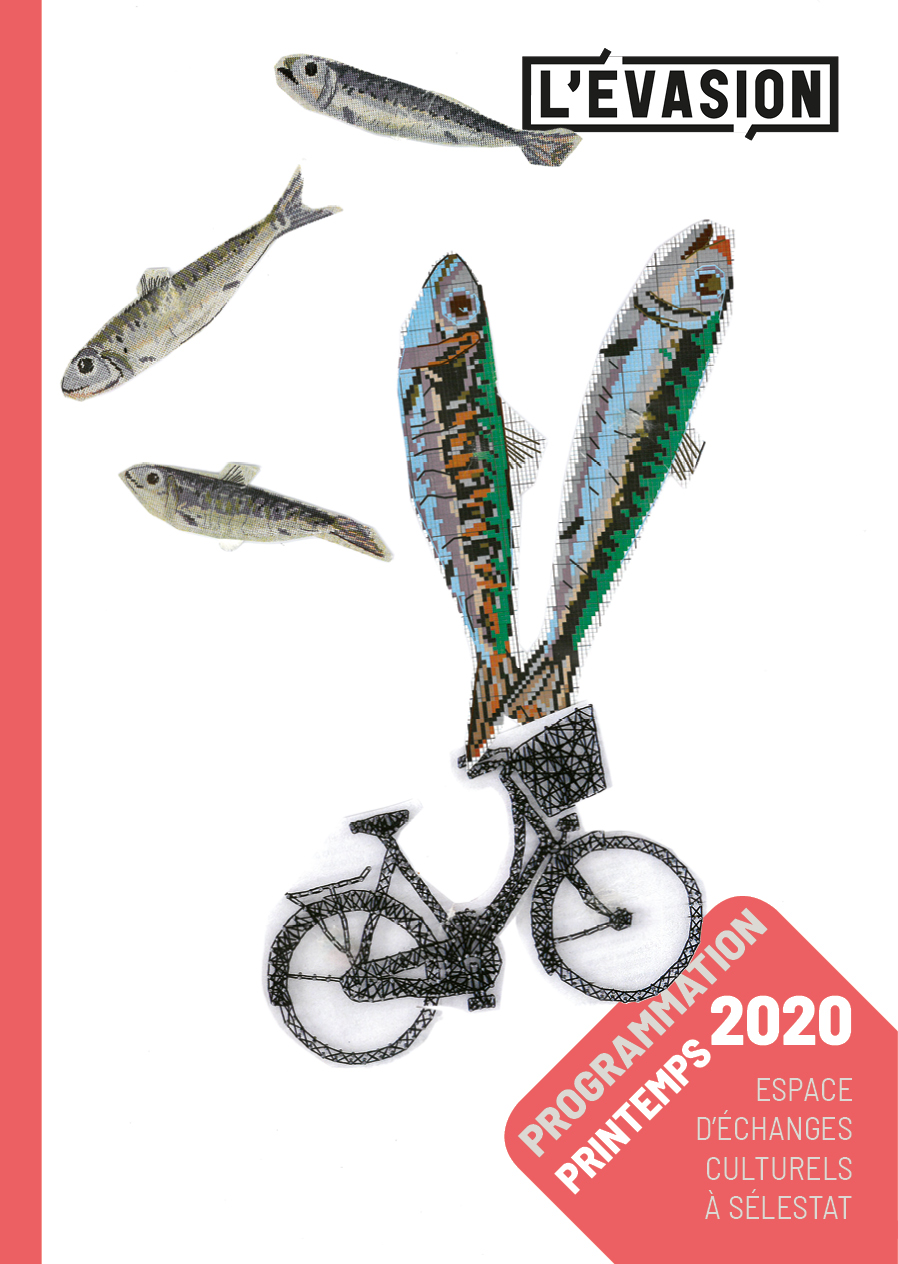 L'ÉVASION
PROGRAMMATION
PRINTEMPS
2020
ESPACE
D'ÉCHANGES
CULTURELS
À SÉLESTAT